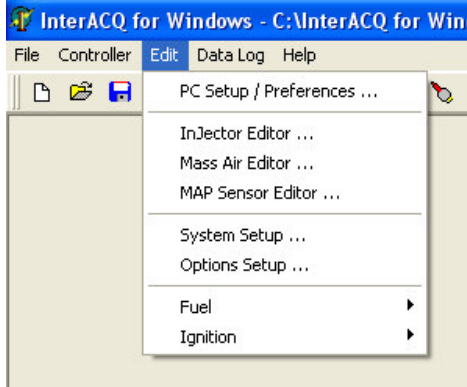 InterACQ for Windows - C:\InterACQ for Win
File Controller Edit Data Log Help
PC Setup / Preferences ...
InJector Editor ...
Mass Air Editor ...
MAP Sensor Editor ...
System Setup ...
Options Setup ...
Fuel
Ignition